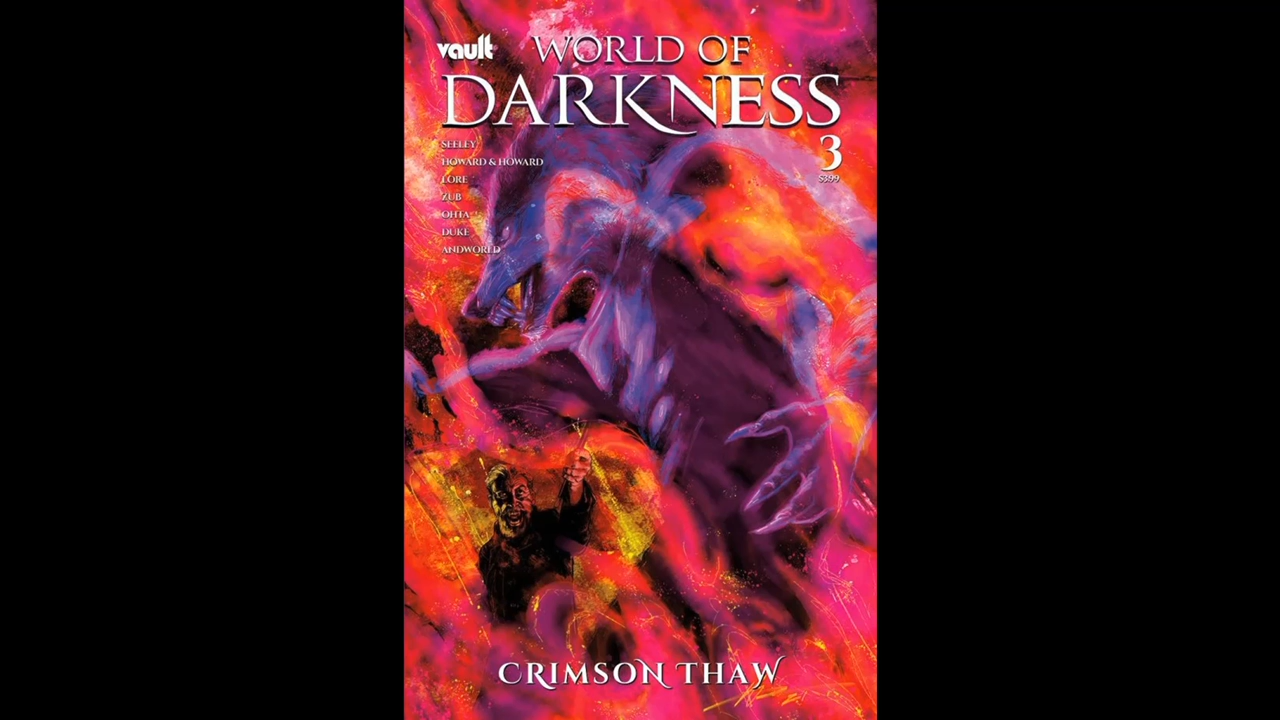 vault
WORLD OF
DARKNESS
3
$3.99
SEELEY
HOWARD & HOWARD
LORE
ZUB
OHTA
DUKE
ANDWORLD
CRIMSON THAW